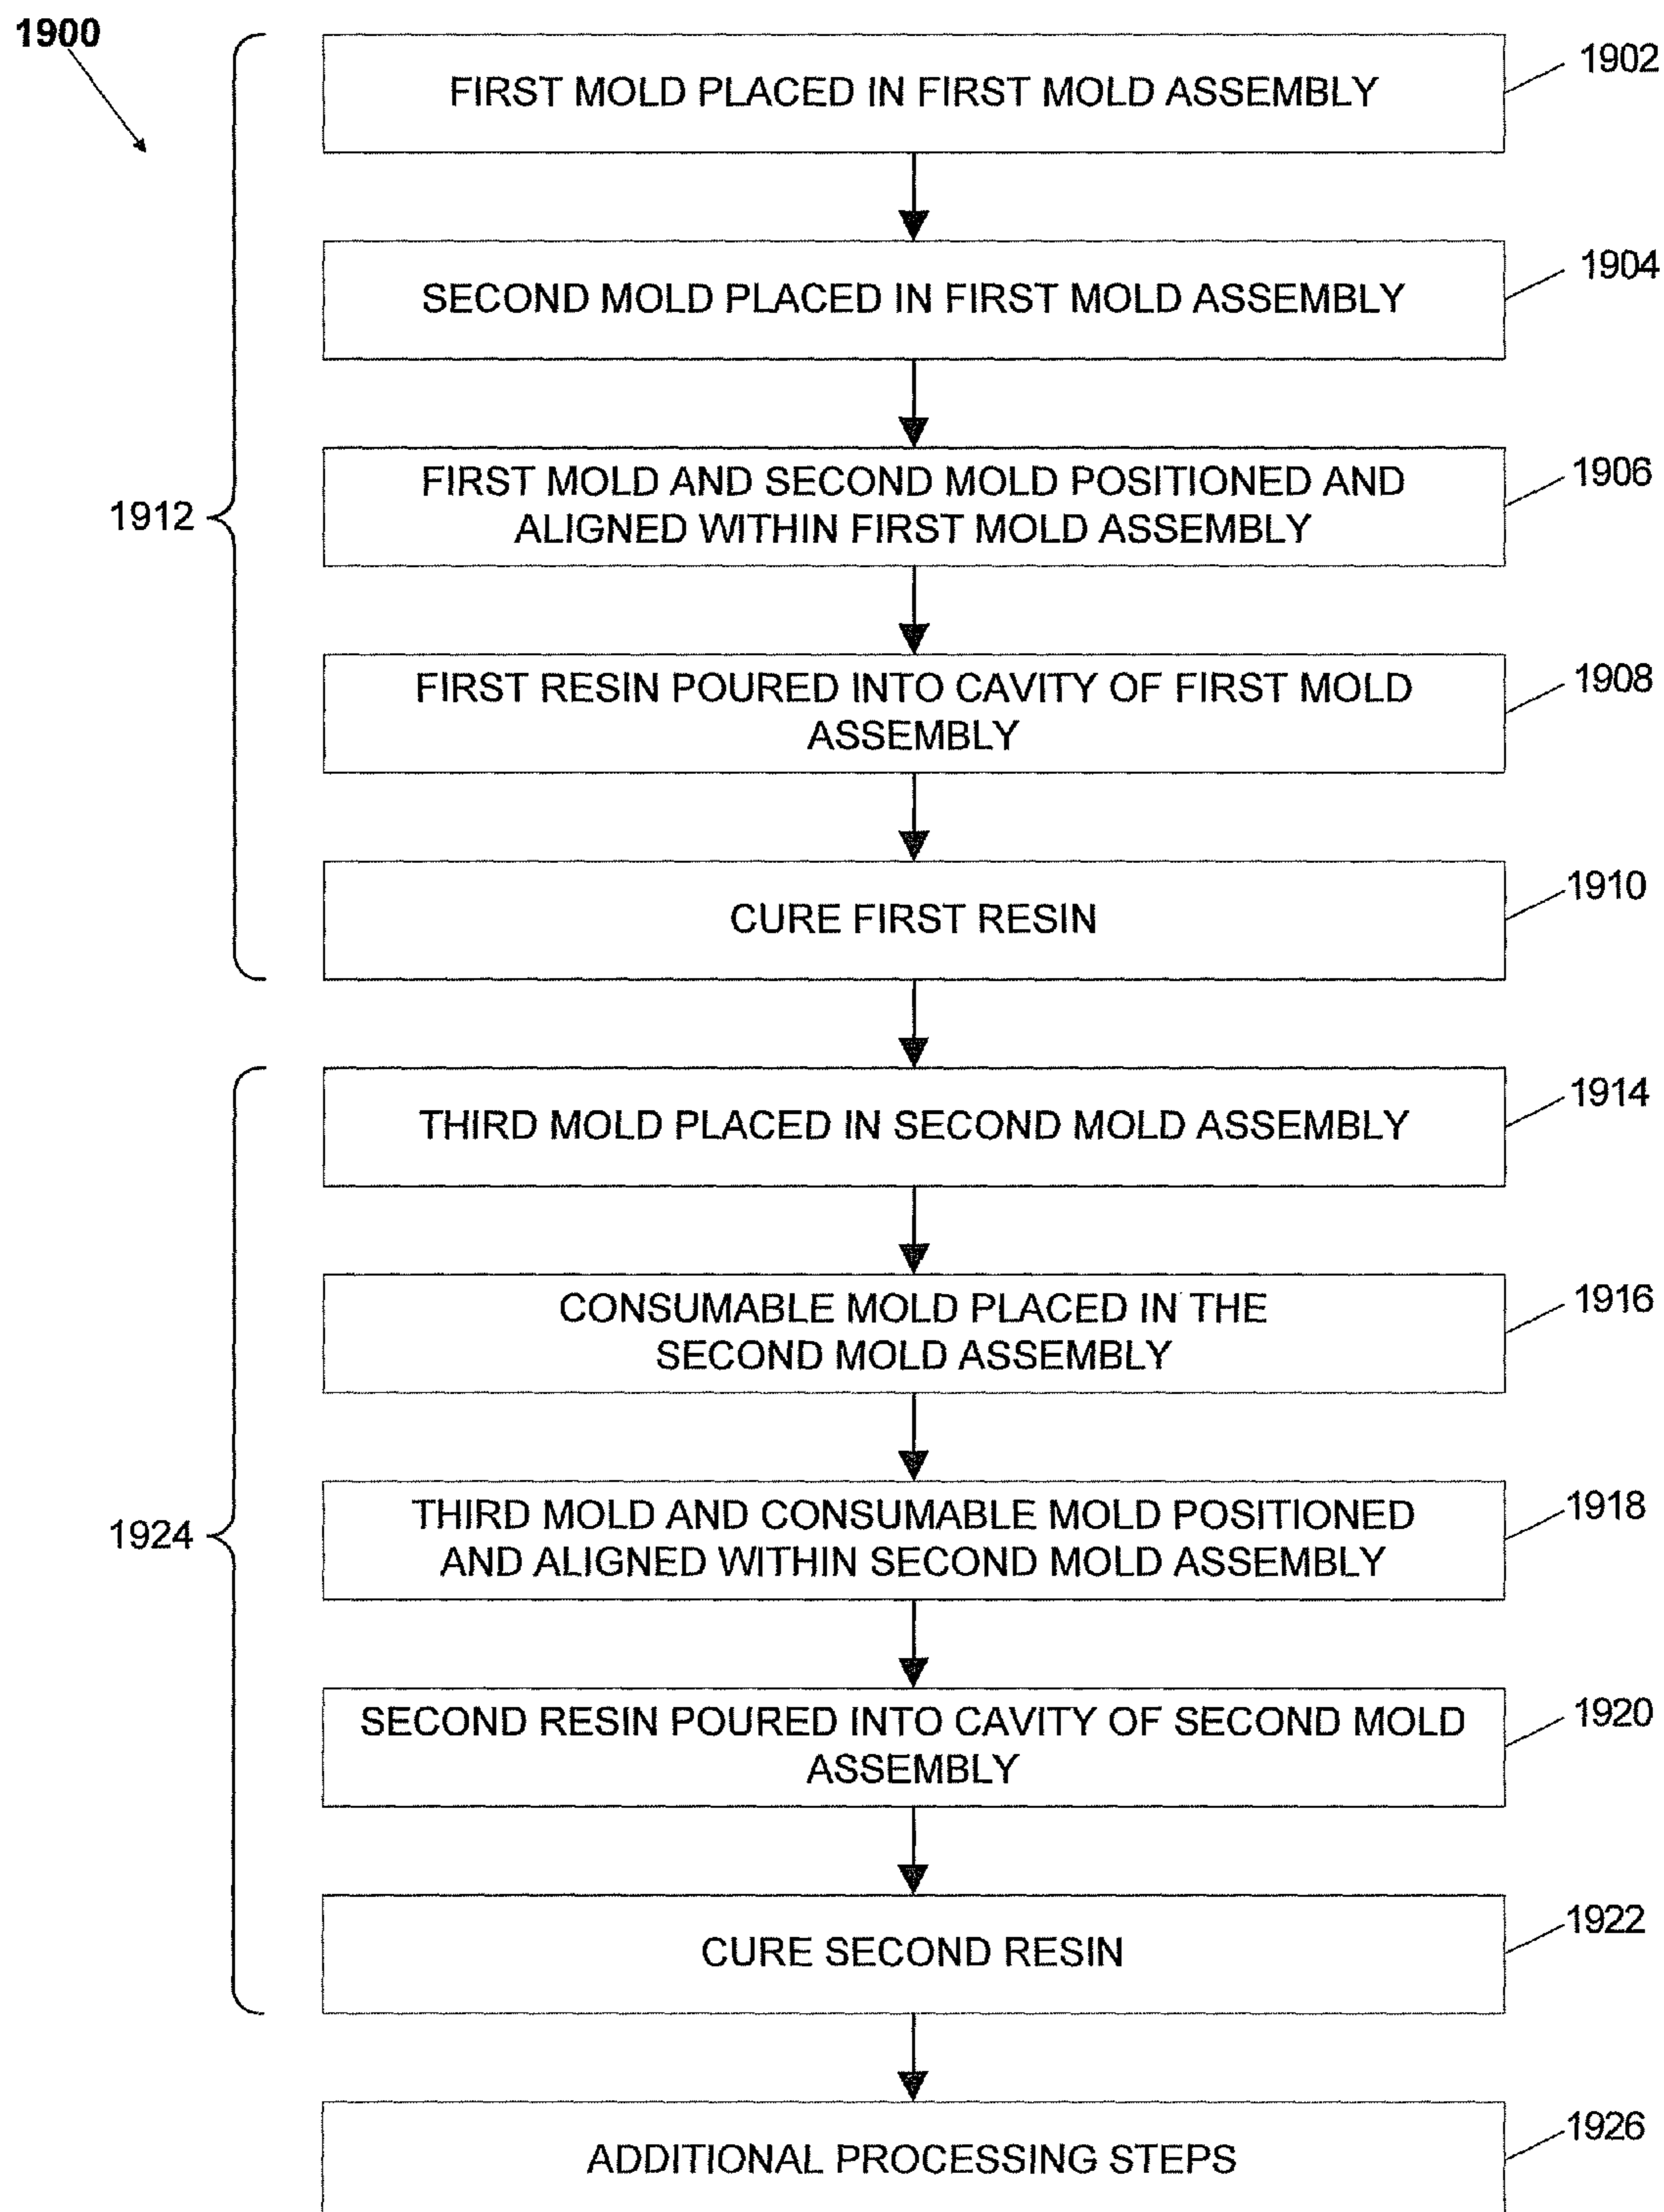 1900
FIRST MOLD PLACED IN FIRST MOLD ASSEMBLY
1902
SECOND MOLD PLACED IN FIRST MOLD ASSEMBLY
1904
FIRST MOLD AND SECOND MOLD POSITIONED AND
ALIGNED WITHIN FIRST MOLD ASSEMBLY
1906
1912
FIRST RESIN POURED INTO CAVITY OF FIRST MOLD
ASSEMBLY
1908
CURE FIRST RESIN
1910
THIRD MOLD PLACED IN SECOND MOLD ASSEMBLY
1914
CONSUMABLE MOLD PLACED IN THE
SECOND MOLD ASSEMBLY
1916
THIRD MOLD AND CONSUMABLE MOLD POSITIONED
AND ALIGNED WITHIN SECOND MOLD ASSEMBLY
1918
1924
SECOND RESIN POURED INTO CAVITY OF SECOND MOLD
ASSEMBLY
1920
CURE SECOND RESIN
1922
ADDITIONAL PROCESSING STEPS
1926